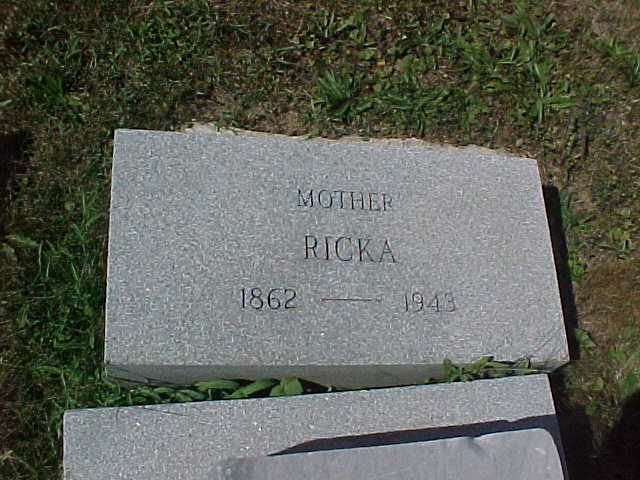 MOTHER
RICKA
1862 — 1943